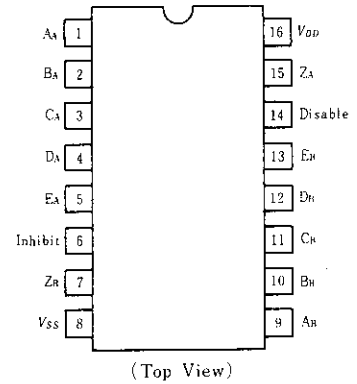 AA 1
BA 2
CA 3
DA 4
EA 5
Inhibit 6
ZB 7
VSS 8
16 VDD
15 ZA
14 Disable
13 EB
12 DB
11 CB
10 BB
9 AB
(Top View)